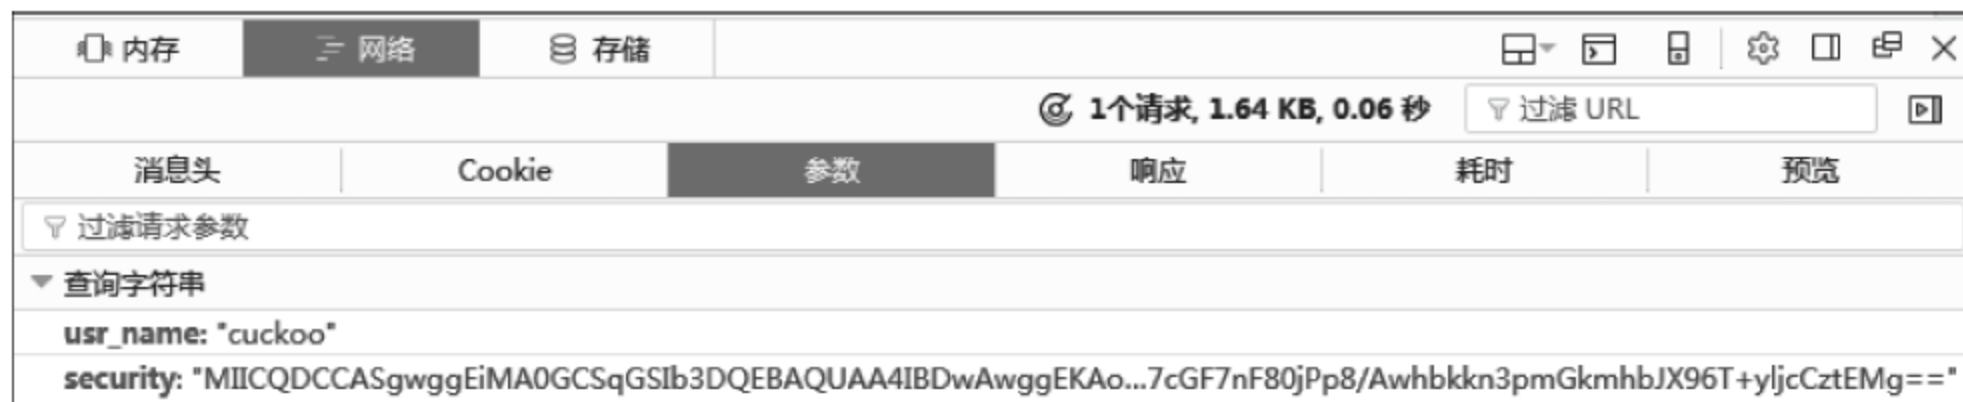 内存 网络 存储
1个请求, 1.64 KB, 0.06 秒 过滤 URL
消息头 Cookie 参数 响应 耗时 预览
过滤请求参数
查询字符串
usr_name: "cuckoo"
security: "MIICQDCCASgwggEiMA0GCSqGSIb3DQEBAQUAA4IBDwAwggEKAo...7cGF7nF80jPp8/Awhbkkn3pmGkmhbJX96T+yljcCztEMg=="